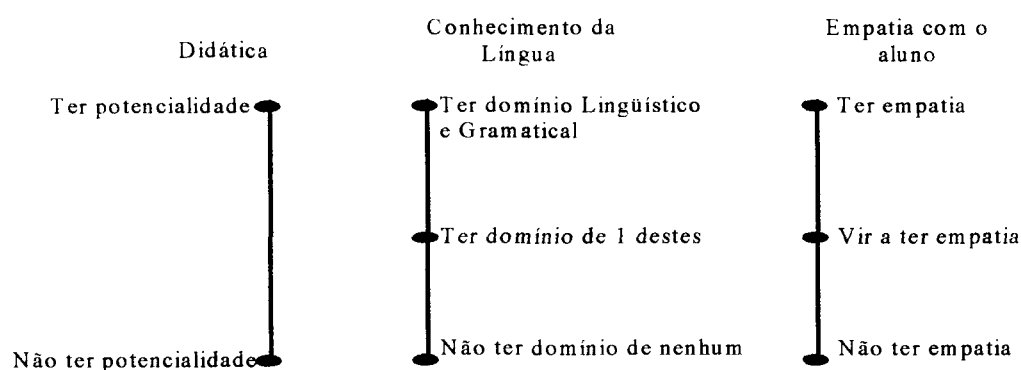 Didática
Ter potencialidade
Não ter potencialidade
Conhecimento da
Língua
Ter domínio Lingüístico
e Gramatical
Ter domínio de 1 destes
Não ter domínio de nenhum
Empatia com o
aluno
Ter empatia
Vir a ter empatia
Não ter empatia